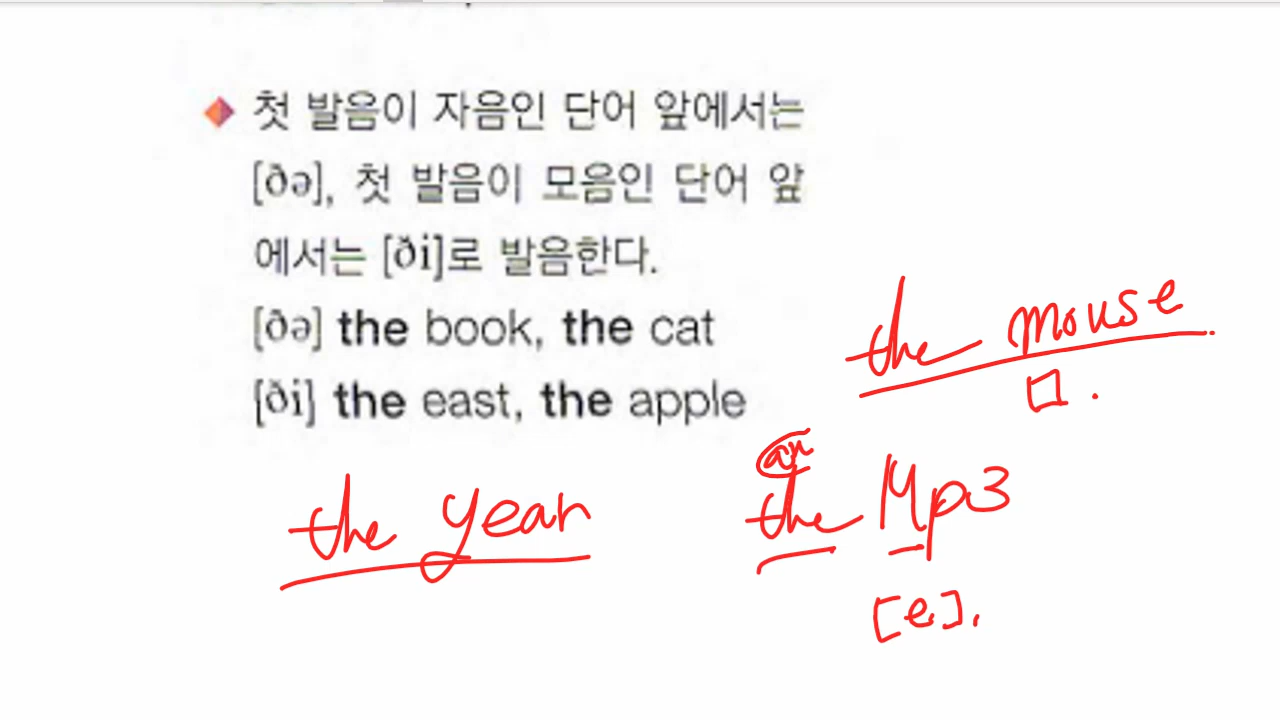 첫 발음이 자음인 단어 앞에서는
[ðə], 첫 발음이 모음인 단어 앞
에서는 [ði]로 발음한다.
[ðə] the book, the cat
[ði] the east, the apple
the mouse
ㅁ.
the year
an
the Mp3
[e].